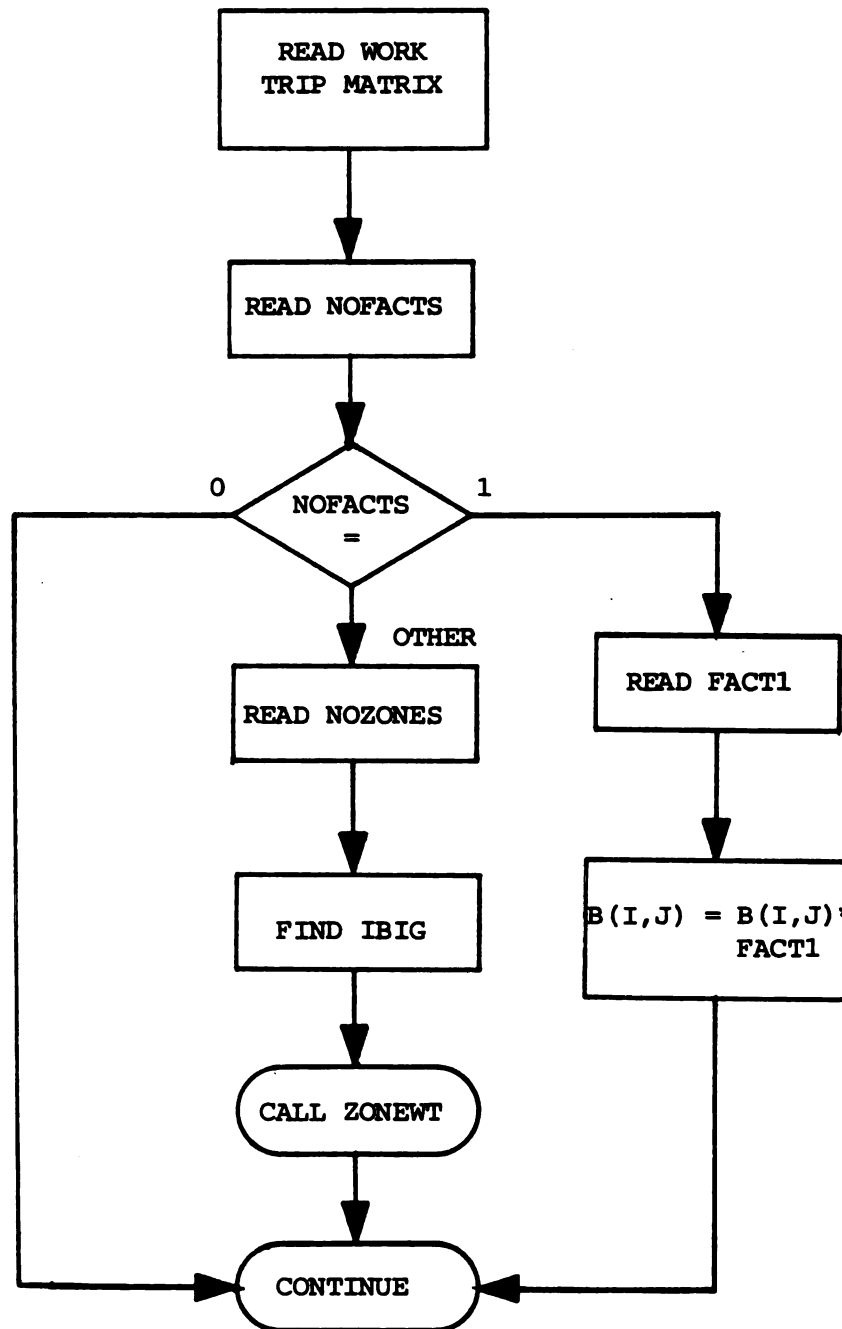 READ WORK
TRIP MATRIX
READ NOFACTS
0
1
NOFACTS
=
OTHER
READ NOZONES
READ FACT1
FIND IBIG
B(I,J) = B(I,J)*
FACT1
CALL ZONEWT
CONTINUE